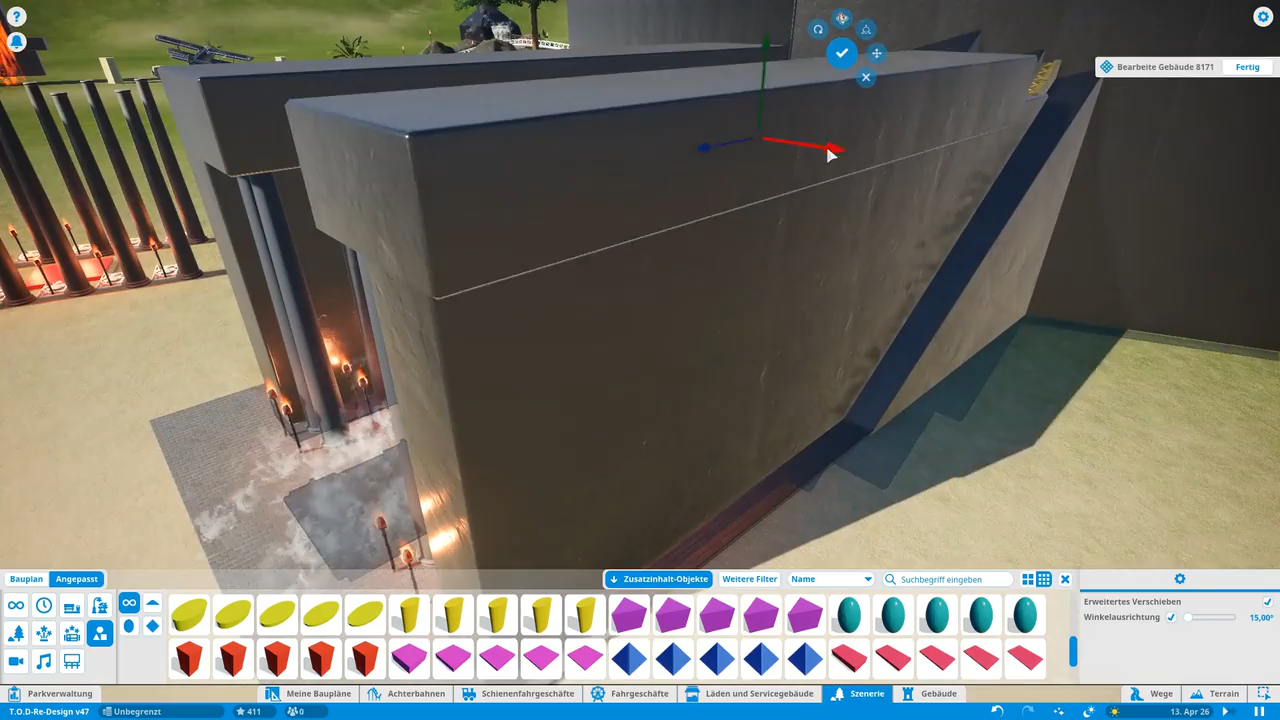 Bearbeite Gebäude 8171
Fertig
Bauplan
Angepasst
Zusatzinhalt-Objekte
Weitere Filter
Name
Suchbegriff eingeben
Erweitertes Verschieben
Winkelausrichtung
15,00°
Parkverwaltung
Meine Baupläne
Achterbahnen
Schienenfahrgeschäfte
Fahrgeschäfte
Läden und Servicegebäude
Szenerie
Gebäude
Wege
Terrain
T.O.D-Re-Design v47
Unbegrenzt
411
0
13. Apr 26